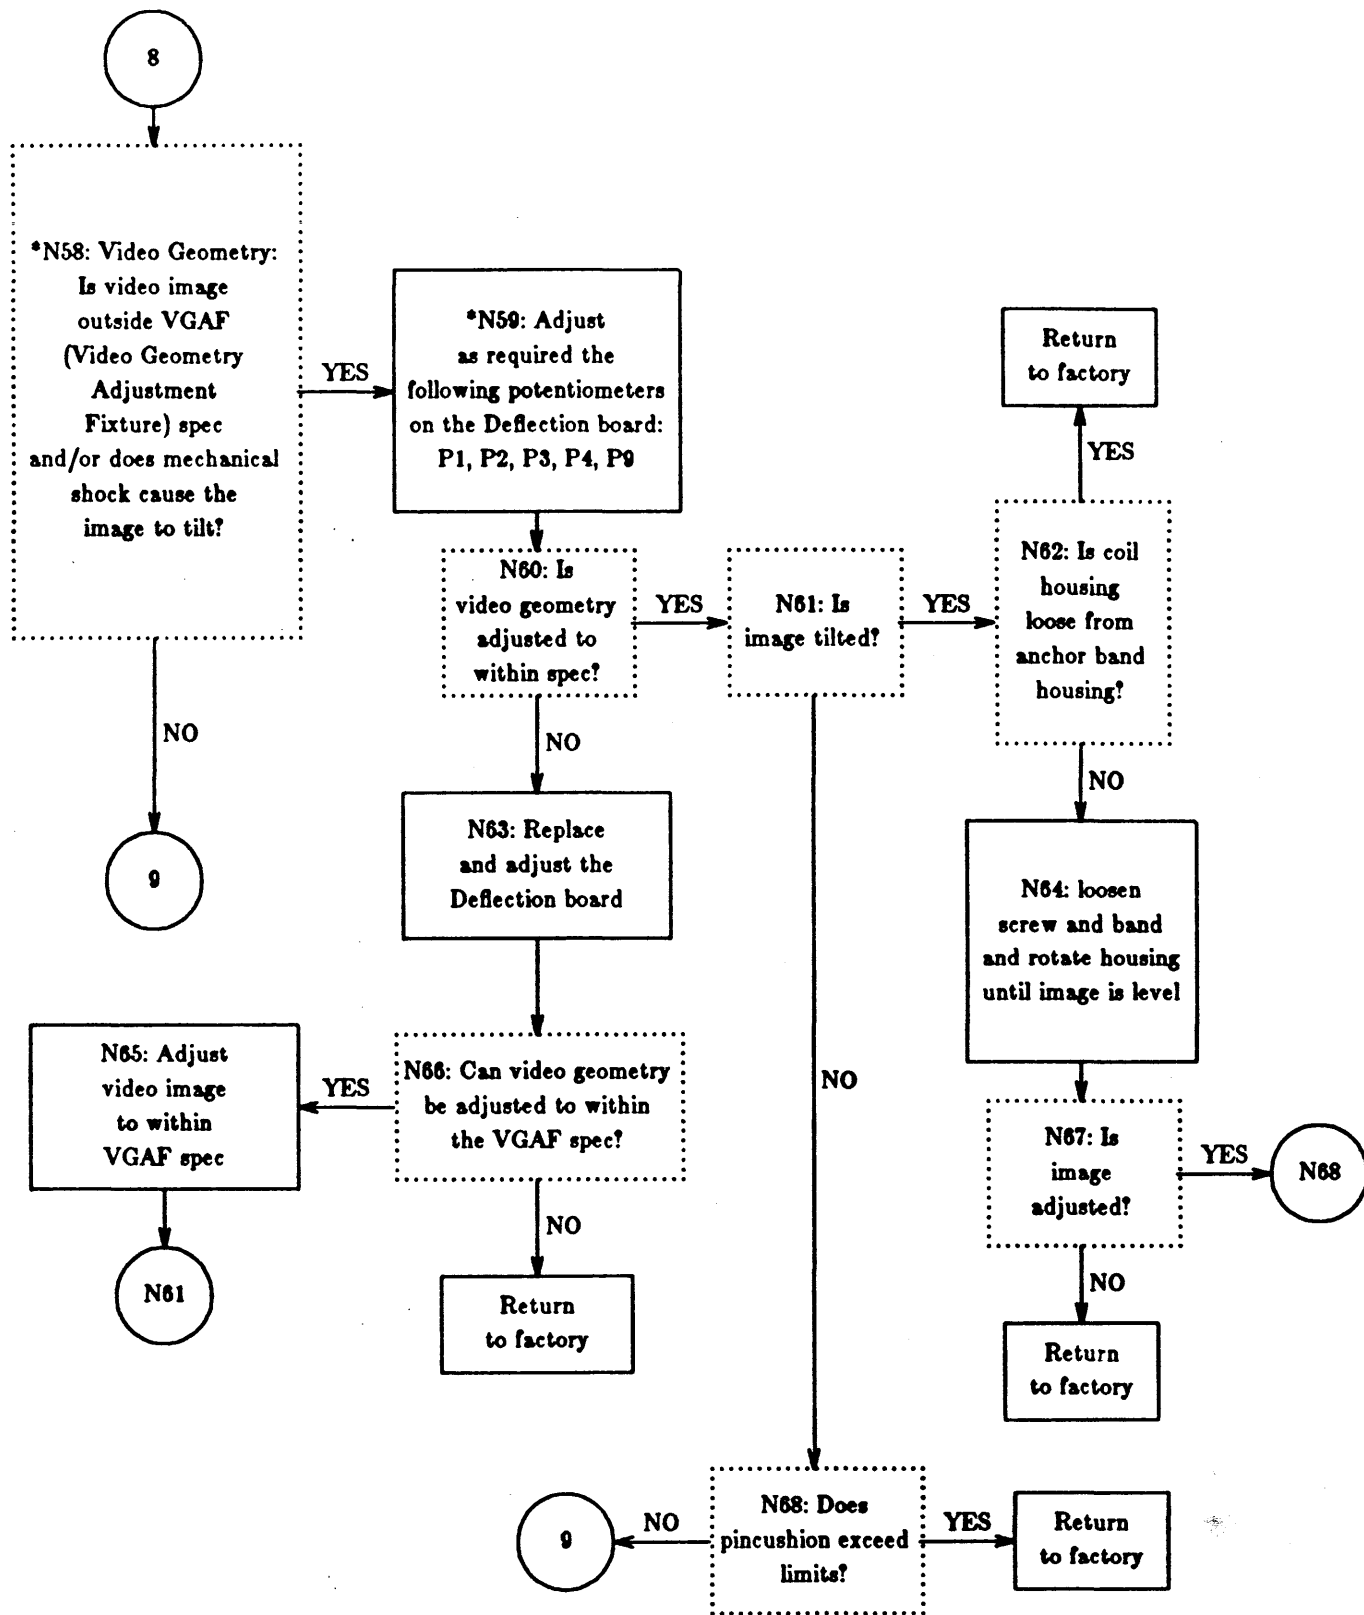 8
*N58: Video Geometry:
Is video image
outside VGAF
(Video Geometry
Adjustment
Fixture) spec
and/or does mechanical
shock cause the
image to tilt?
YES
*N59: Adjust
as required the
following potentiometers
on the Deflection board:
P1, P2, P3, P4, P9
Return
to factory
YES
N60: Is
video geometry
adjusted to
within spec?
YES
N61: Is
image tilted?
YES
N62: Is coil
housing
loose from
anchor band
housing?
NO
9
NO
N63: Replace
and adjust the
Deflection board
NO
N64: loosen
screw and band
and rotate housing
until image is level
N65: Adjust
video image
to within
VGAF spec
YES
N66: Can video geometry
be adjusted to within
the VGAF spec?
NO
N67: Is
image
adjusted?
YES
N68
N61
NO
Return
to factory
NO
Return
to factory
9
NO
N68: Does
pincushion exceed
limits?
YES
Return
to factory